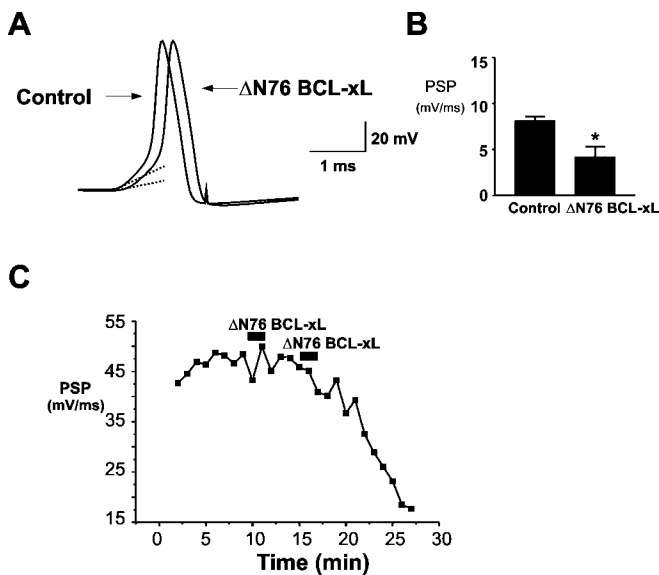 A
Control
ΔN76 BCL-xL
20 mV
1 ms
B
PSP
(mV/ms)
15
10
5
0
*
Control ΔN76 BCL-xL
C
ΔN76 BCL-xL
ΔN76 BCL-xL
PSP
(mV/ms)
55
45
35
25
15
0 5 10 15 20 25 30
Time (min)